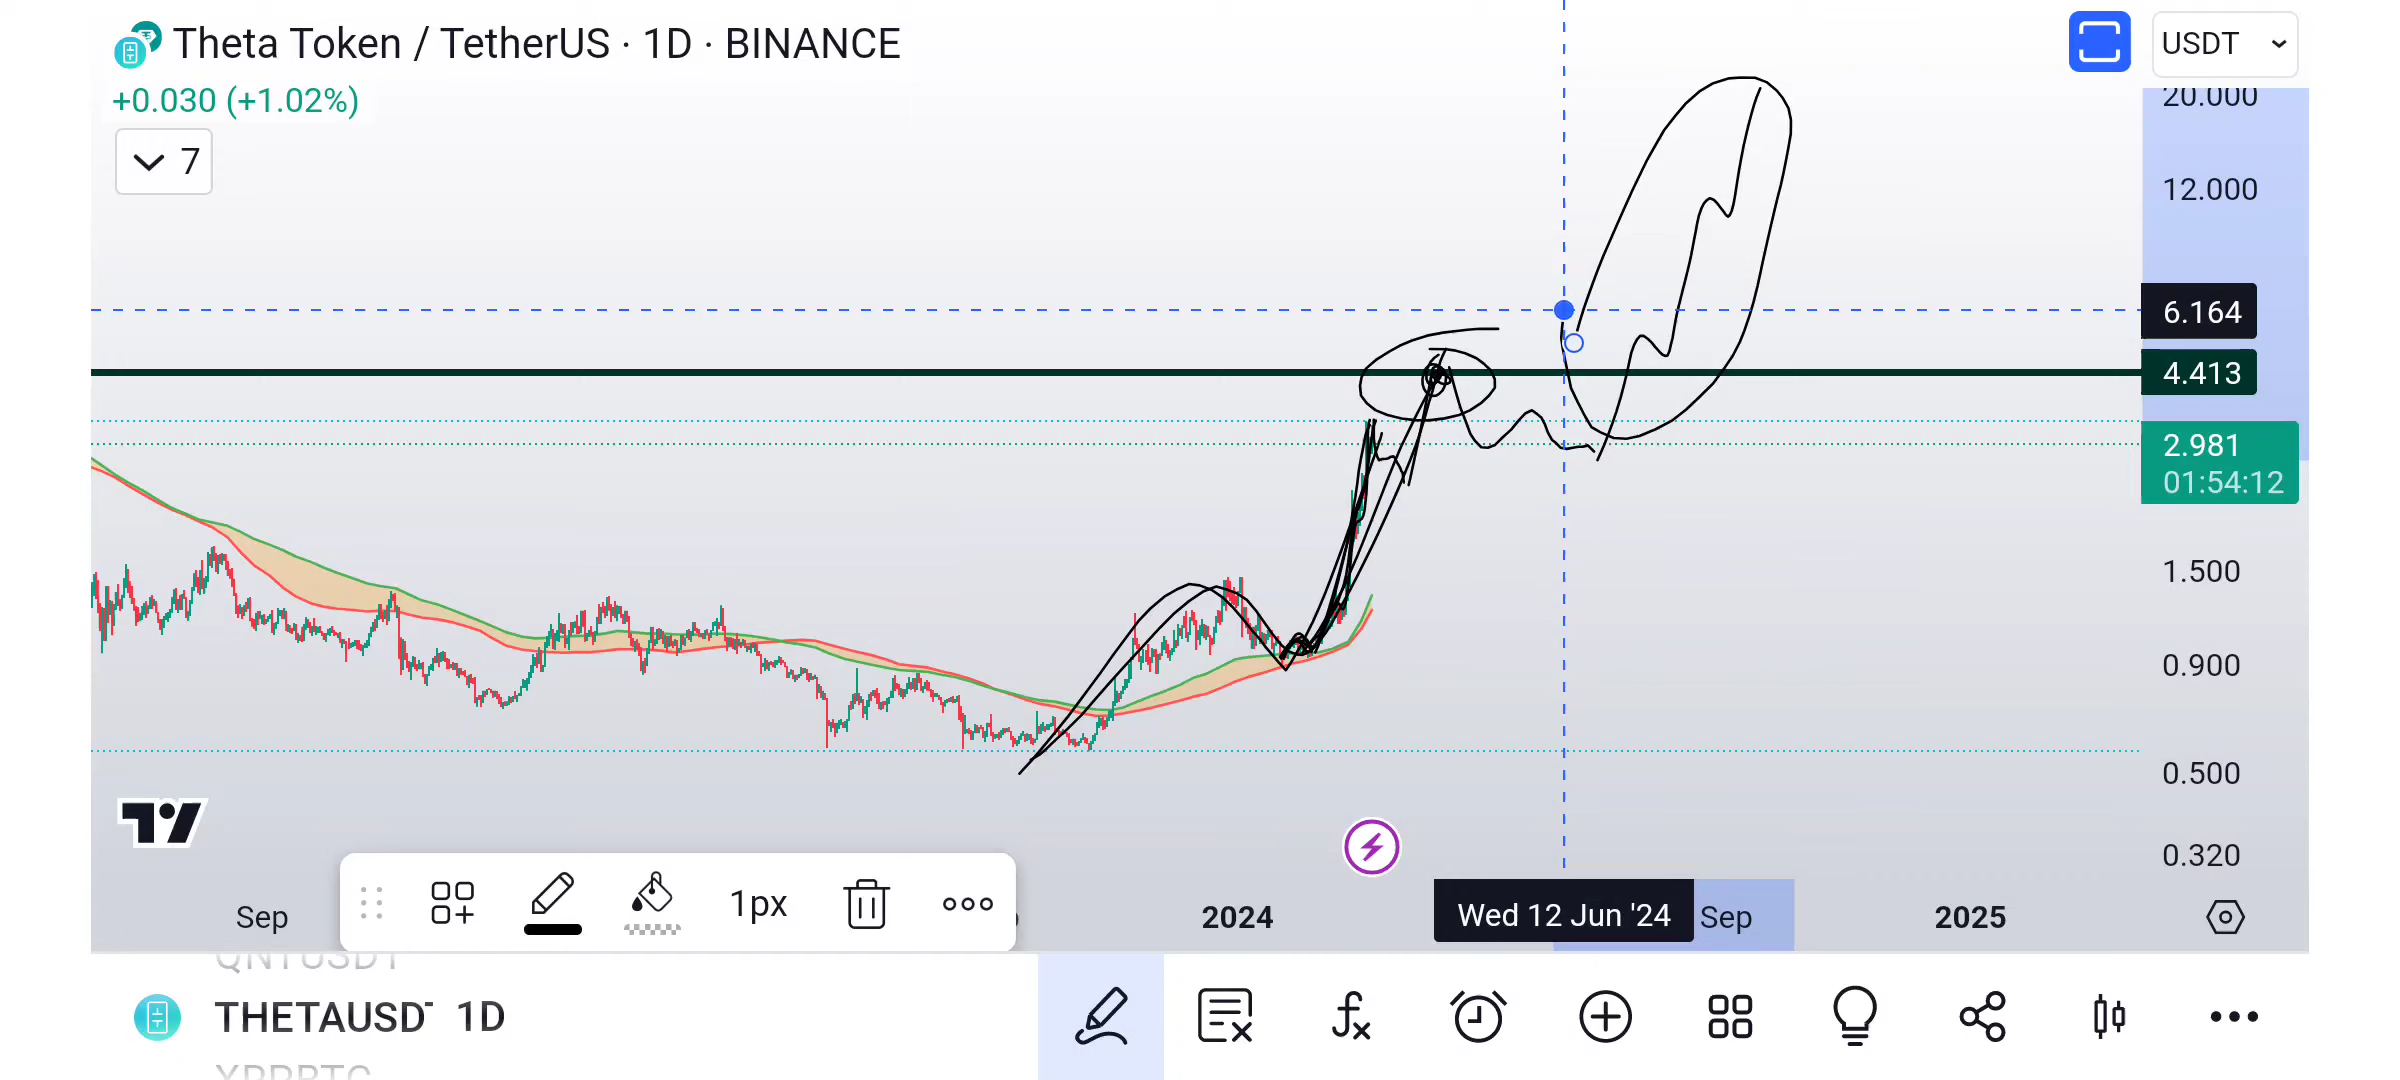 Theta Token / TetherUS · 1D · BINANCE
USDT
+0.030 (+1.02%)
7
20.000
12.000
6.164
4.413
2.981
01:54:12
1.500
0.900
0.500
0.320
Sep
2024
Wed 12 Jun '24
Sep
2025
1px
QNTUSDT
THETAUSDT 1D
XRPBTC